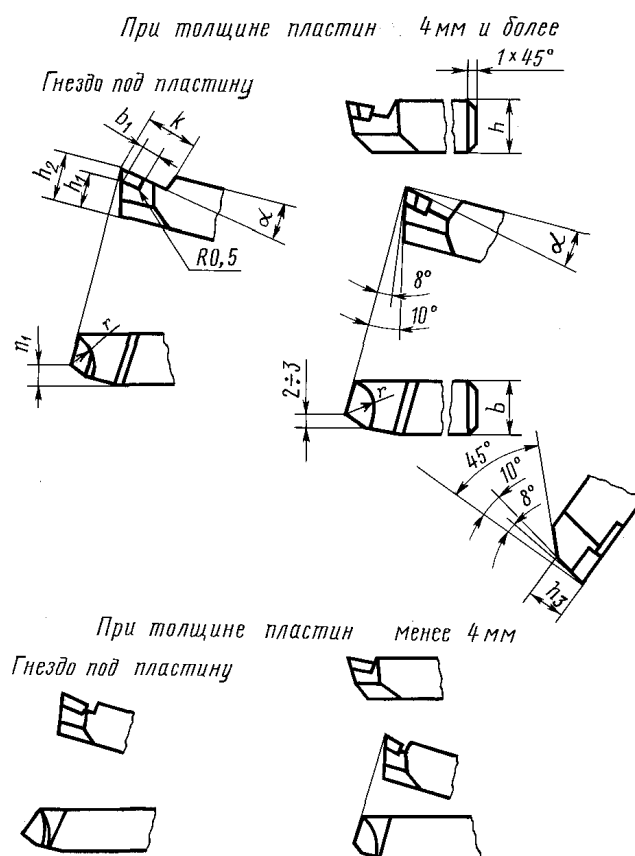 При толщине пластин 4мм и более
Гнездо под пластину
1×45°
b₁
k
h
h₂
h₁
α
R0,5
α
8°
10°
n₁
r
2÷3
r
b
45°
10°
8°
h₃
При толщине пластин менее 4мм
Гнездо под пластину